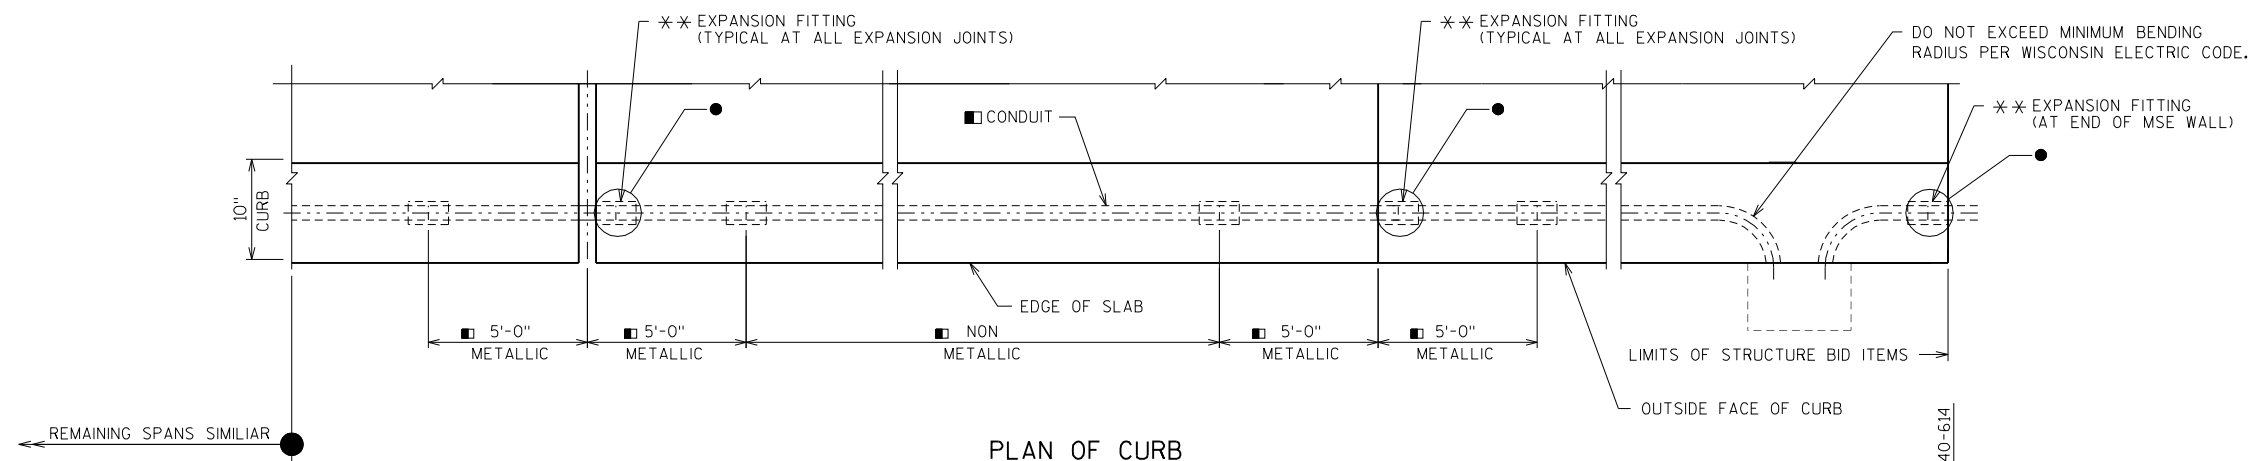 ** EXPANSION FITTING
(TYPICAL AT ALL EXPANSION JOINTS)
** EXPANSION FITTING
(TYPICAL AT ALL EXPANSION JOINTS)
DO NOT EXCEED MINIMUM BENDING
RADIUS PER WISCONSIN ELECTRIC CODE.
** EXPANSION FITTING
(AT END OF MSE WALL)
CONDUIT
10"
CURB
EDGE OF SLAB
5'-0"
METALLIC
5'-0"
METALLIC
NON
METALLIC
5'-0"
METALLIC
5'-0"
METALLIC
LIMITS OF STRUCTURE BID ITEMS
OUTSIDE FACE OF CURB
REMAINING SPANS SIMILIAR
PLAN OF CURB
40-614